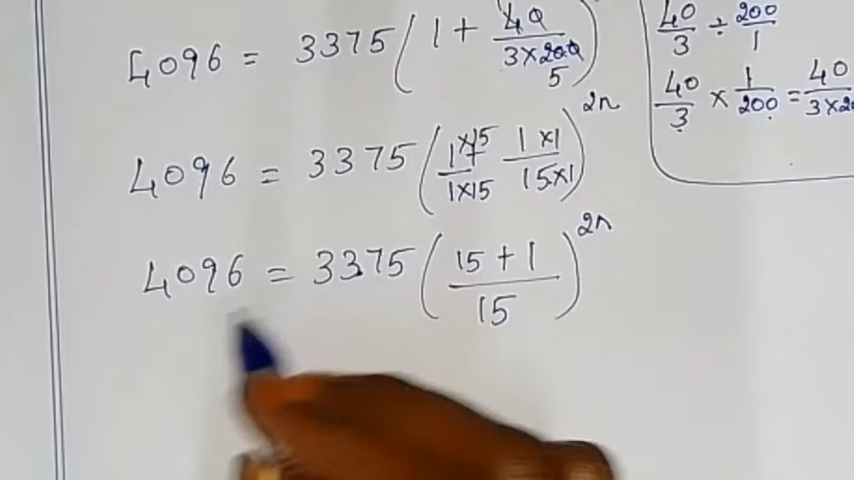 4096 = 3375 (1 + 40/3×200 5)
4096 = 3375 (1×15/1×15 + 1×1/15×1)^2n
4096 = 3375 (15 + 1/15)^2n
40/3 ÷ 200/1
40/3 × 1/200 = 40/3×20